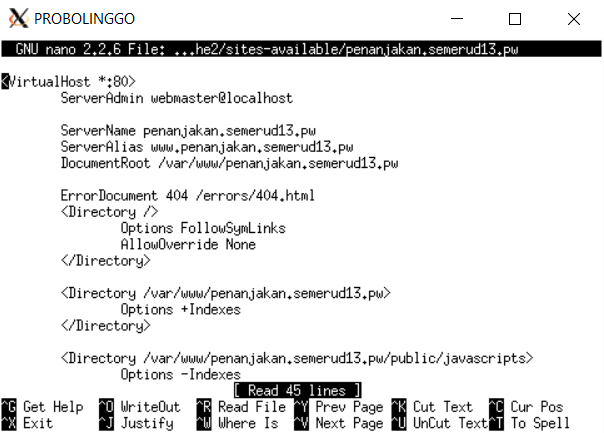 PROBOLINGGO
GNU nano 2.2.6 File: ...he2/sites-available/penanjakan.semerud13.pw
<VirtualHost *:80>
ServerAdmin webmaster@localhost
ServerName penanjakan.semerud13.pw
ServerAlias www.penanjakan.semerud13.pw
DocumentRoot /var/www/penanjakan.semerud13.pw
ErrorDocument 404 /errors/404.html
<Directory />
Options FollowSymLinks
AllowOverride None
</Directory>
<Directory /var/www/penanjakan.semerud13.pw>
Options +Indexes
</Directory>
<Directory /var/www/penanjakan.semerud13.pw/public/javascripts>
Options -Indexes
[ Read 45 lines ]
^G Get Help ^O WriteOut ^R Read File ^Y Prev Page ^K Cut Text ^C Cur Pos
^X Exit ^J Justify ^W Where Is ^V Next Page ^U UnCut Text ^T To Spell